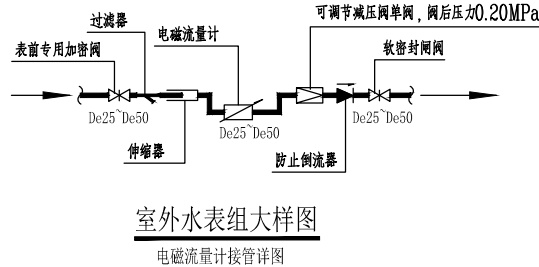 可调节减压阀单阀，阀后压力0.20MPa
过滤器
电磁流量计
表前专用加密阀
软密封闸阀
De25~De50
De25~De50
De25~De50
伸缩器
防止倒流器
室外水表组大样图
电磁流量计接管详图